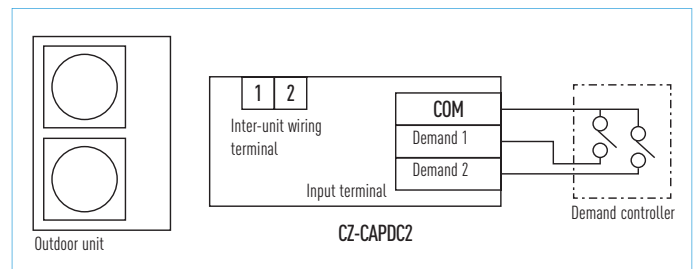 1 2
Inter-unit wiring
terminal
COM
Demand 1
Demand 2
Input terminal
CZ-CAPDC2
Demand controller
Outdoor unit